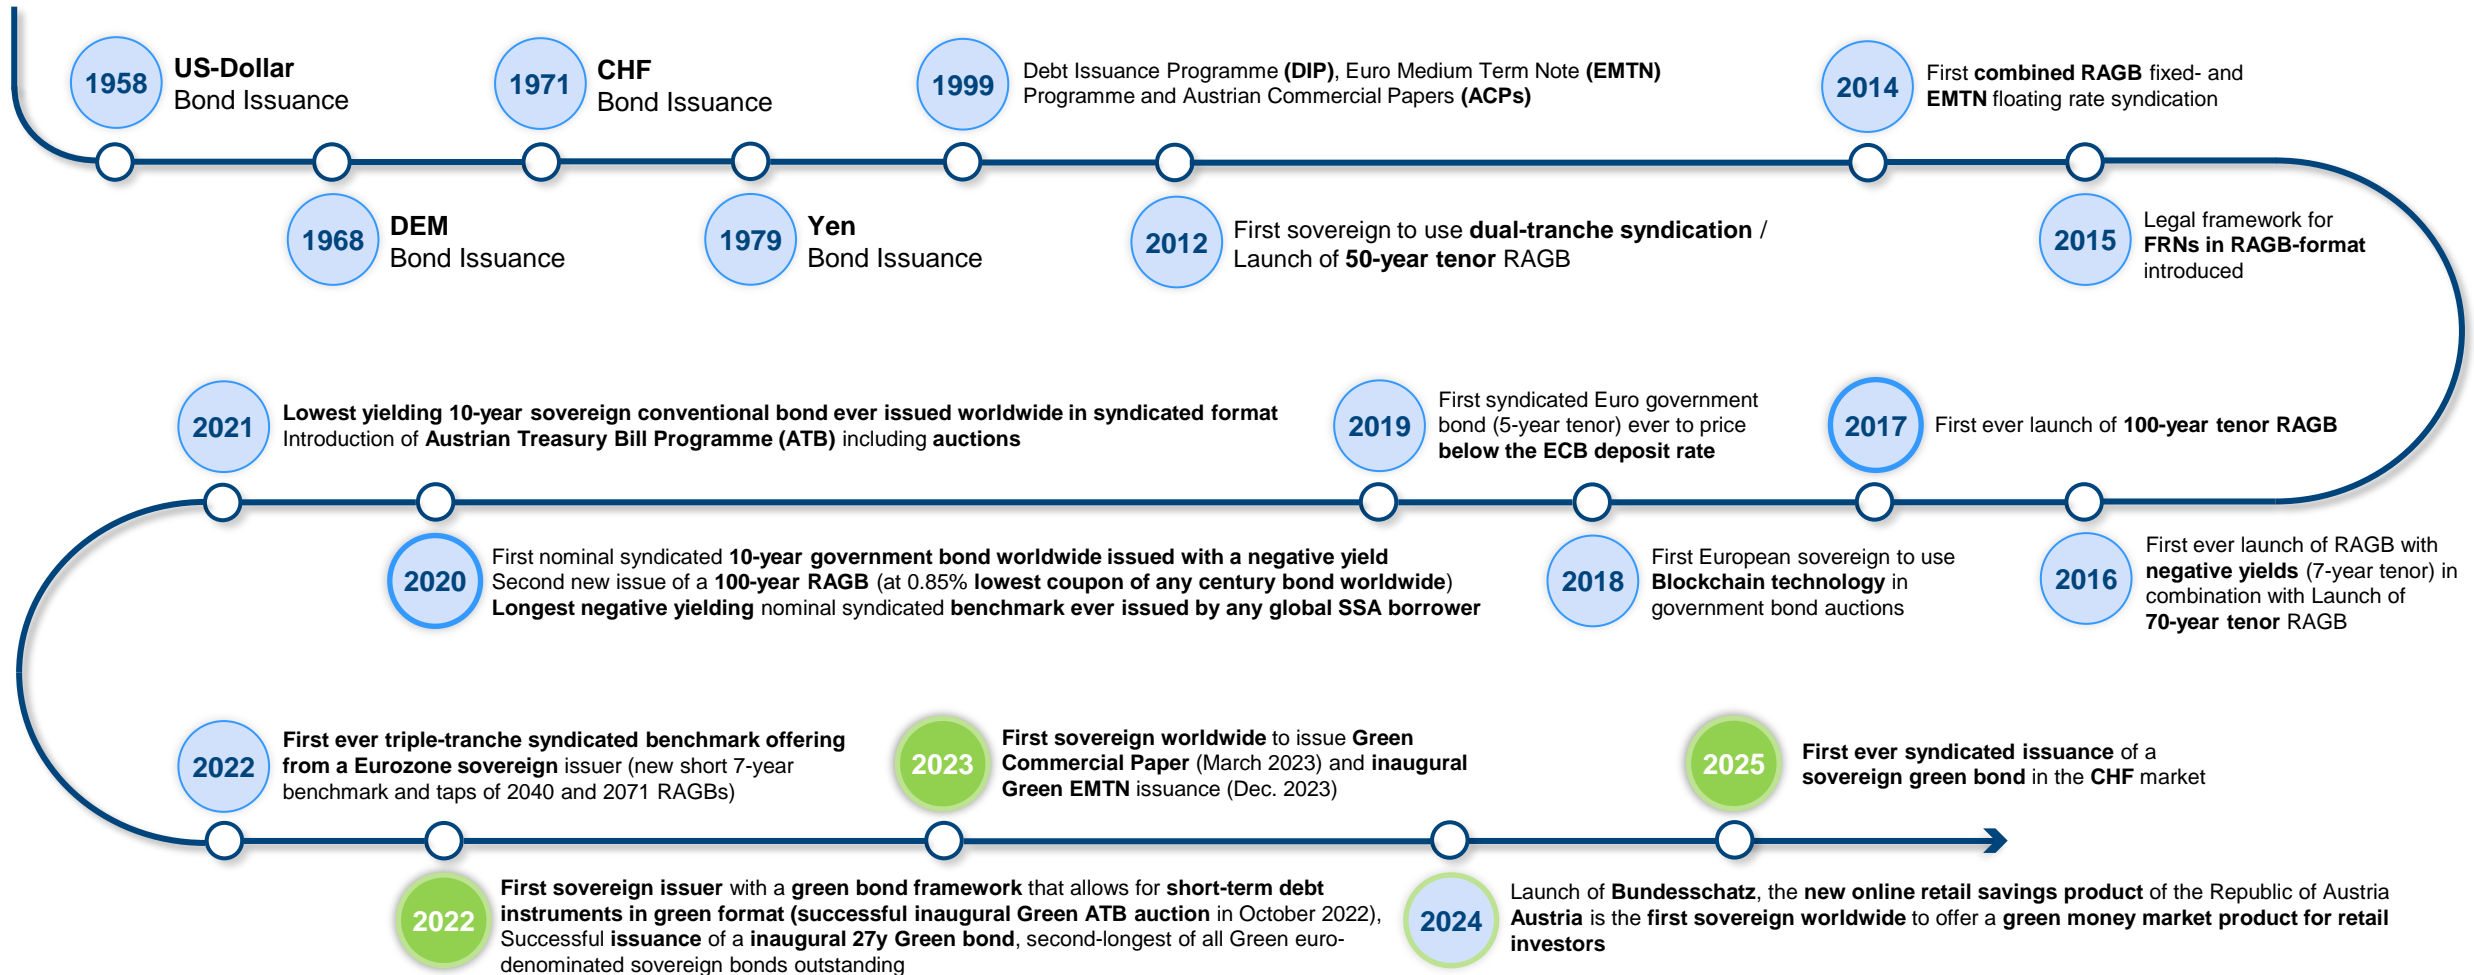 1958
US-Dollar
Bond Issuance
1968
DEM
Bond Issuance
1971
CHF
Bond Issuance
1979
Yen
Bond Issuance
1999
Debt Issuance Programme (DIP), Euro Medium Term Note (EMTN)
Programme and Austrian Commercial Papers (ACPs)
2012
First sovereign to use dual-tranche syndication /
Launch of 50-year tenor RAGB
2014
First combined RAGB fixed- and
EMTN floating rate syndication
2015
Legal framework for
FRNs in RAGB-format
introduced
2016
First ever launch of RAGB with
negative yields (7-year tenor) in
combination with Launch of
70-year tenor RAGB
2017
First ever launch of 100-year tenor RAGB
2018
First European sovereign to use
Blockchain technology in
government bond auctions
2019
First syndicated Euro government
bond (5-year tenor) ever to price
below the ECB deposit rate
2020
First nominal syndicated 10-year government bond worldwide issued with a negative yield
Second new issue of a 100-year RAGB (at 0.85% lowest coupon of any century bond worldwide)
Longest negative yielding nominal syndicated benchmark ever issued by any global SSA borrower
2021
Lowest yielding 10-year sovereign conventional bond ever issued worldwide in syndicated format
Introduction of Austrian Treasury Bill Programme (ATB) including auctions
2022
First ever triple-tranche syndicated benchmark offering
from a Eurozone sovereign issuer (new short 7-year
benchmark and taps of 2040 and 2071 RAGBs)
2022
First sovereign issuer with a green bond framework that allows for short-term debt
instruments in green format (successful inaugural Green ATB auction in October 2022),
Successful issuance of a inaugural 27y Green bond, second-longest of all Green euro-
denominated sovereign bonds outstanding
2023
First sovereign worldwide to issue Green
Commercial Paper (March 2023) and inaugural
Green EMTN issuance (Dec. 2023)
2024
Launch of Bundesschatz, the new online retail savings product of the Republic of Austria
Austria is the first sovereign worldwide to offer a green money market product for retail
investors
2025
First ever syndicated issuance of a
sovereign green bond in the CHF market